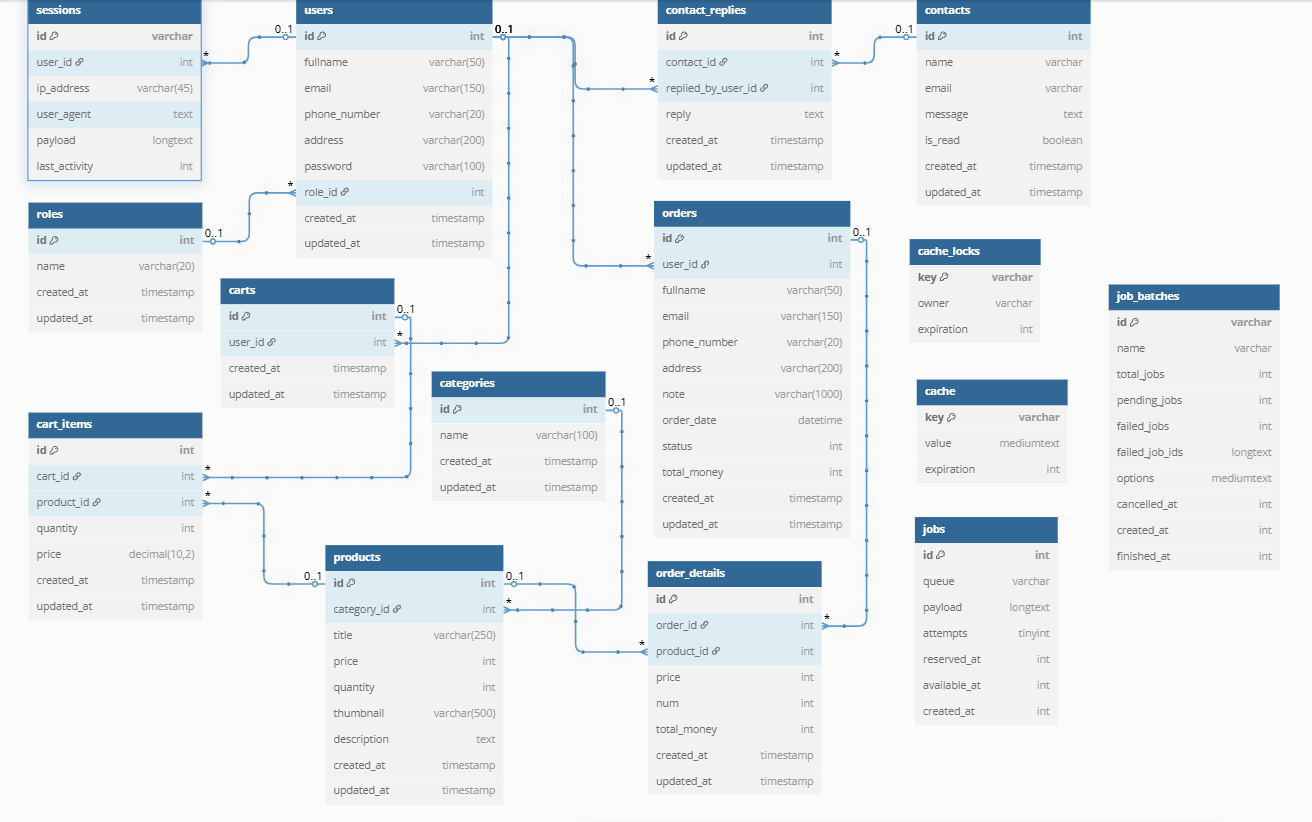 sessions
id varchar
user_id int
ip_address varchar(45)
user_agent text
payload longtext
last_activity int
users
id int
fullname varchar(50)
email varchar(150)
phone_number varchar(20)
address varchar(200)
password varchar(100)
role_id int
created_at timestamp
updated_at timestamp
contact_replies
id int
contact_id int
replied_by_user_id int
reply text
created_at timestamp
updated_at timestamp
contacts
id int
name varchar
email varchar
message text
is_read boolean
created_at timestamp
updated_at timestamp
* 0..1
0..1
*
* 0..1
roles
id int
name varchar(20)
created_at timestamp
updated_at timestamp
0..1 *
carts
id int
user_id int
created_at timestamp
updated_at timestamp
0..1
*
orders
id int
user_id int
fullname varchar(50)
email varchar(150)
phone_number varchar(20)
address varchar(200)
note varchar(1000)
order_date datetime
status int
total_money int
created_at timestamp
updated_at timestamp
*
0..1
cache_locks
key varchar
owner varchar
expiration int
job_batches
id varchar
name varchar
total_jobs int
pending_jobs int
failed_jobs int
failed_job_ids longtext
options mediumtext
cancelled_at int
created_at int
finished_at int
categories
id int
name varchar(100)
created_at timestamp
updated_at timestamp
0..1
cache
key varchar
value mediumtext
expiration int
cart_items
id int
cart_id int
product_id int
quantity int
price decimal(10,2)
created_at timestamp
updated_at timestamp
*
*
products
id int
category_id int
title varchar(250)
price int
quantity int
thumbnail varchar(500)
description text
created_at timestamp
updated_at timestamp
0..1
0..1
*
order_details
id int
order_id int
product_id int
price int
num int
total_money int
created_at timestamp
updated_at timestamp
*
*
jobs
id int
queue varchar
payload longtext
attempts tinyint
reserved_at int
available_at int
created_at int